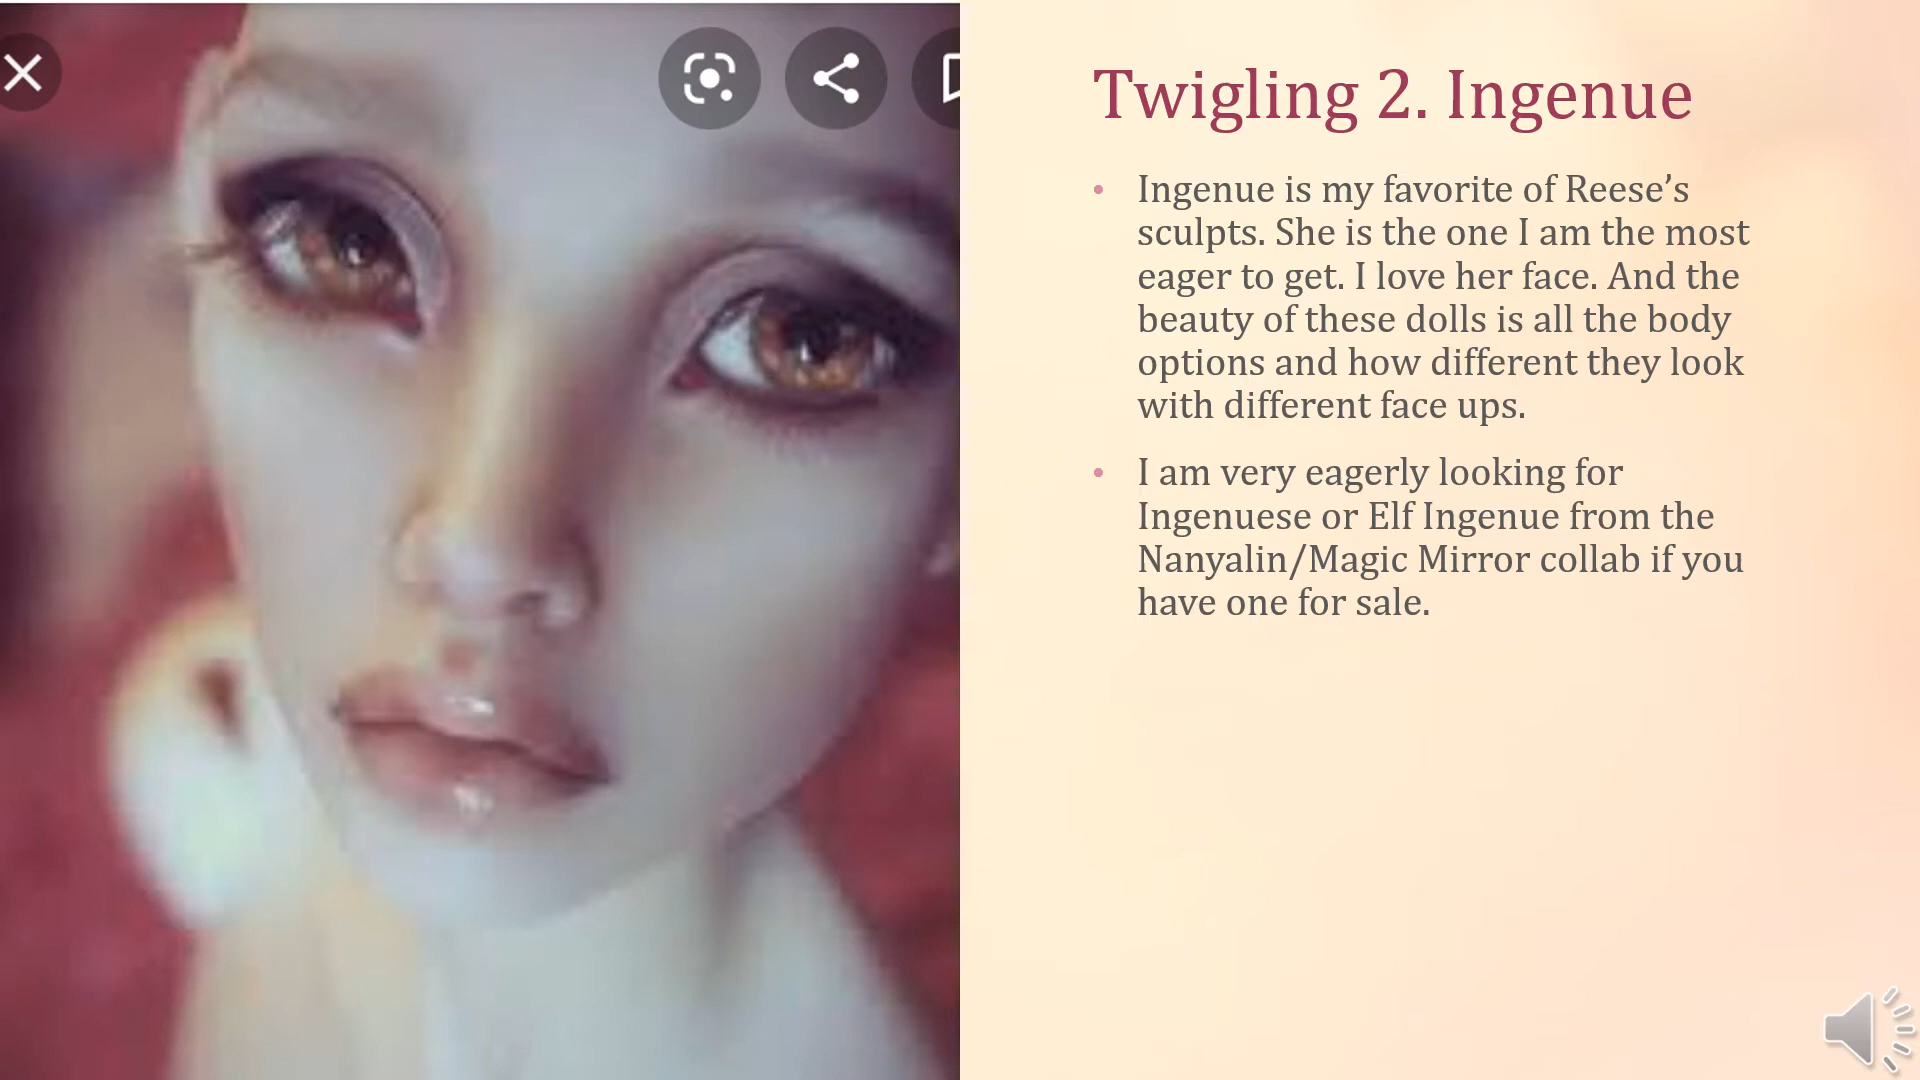 Twigling 2. Ingenue
• Ingenue is my favorite of Reese’s
sculpts. She is the one I am the most
eager to get. I love her face. And the
beauty of these dolls is all the body
options and how different they look
with different face ups.
• I am very eagerly looking for
Ingenuese or Elf Ingenue from the
Nanyalin/Magic Mirror collab if you
have one for sale.